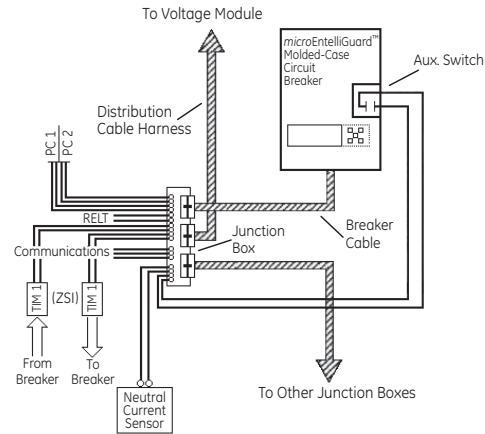 To Voltage Module
microEntelliGuard™
Molded-Case
Circuit
Breaker
Aux. Switch
Distribution
Cable Harness
PC 1
PC 2
RELT
Communications
Junction
Box
Breaker
Cable
TIM 1
(ZSI)
TIM 1
From
Breaker
To
Breaker
Neutral
Current
Sensor
To Other Junction Boxes